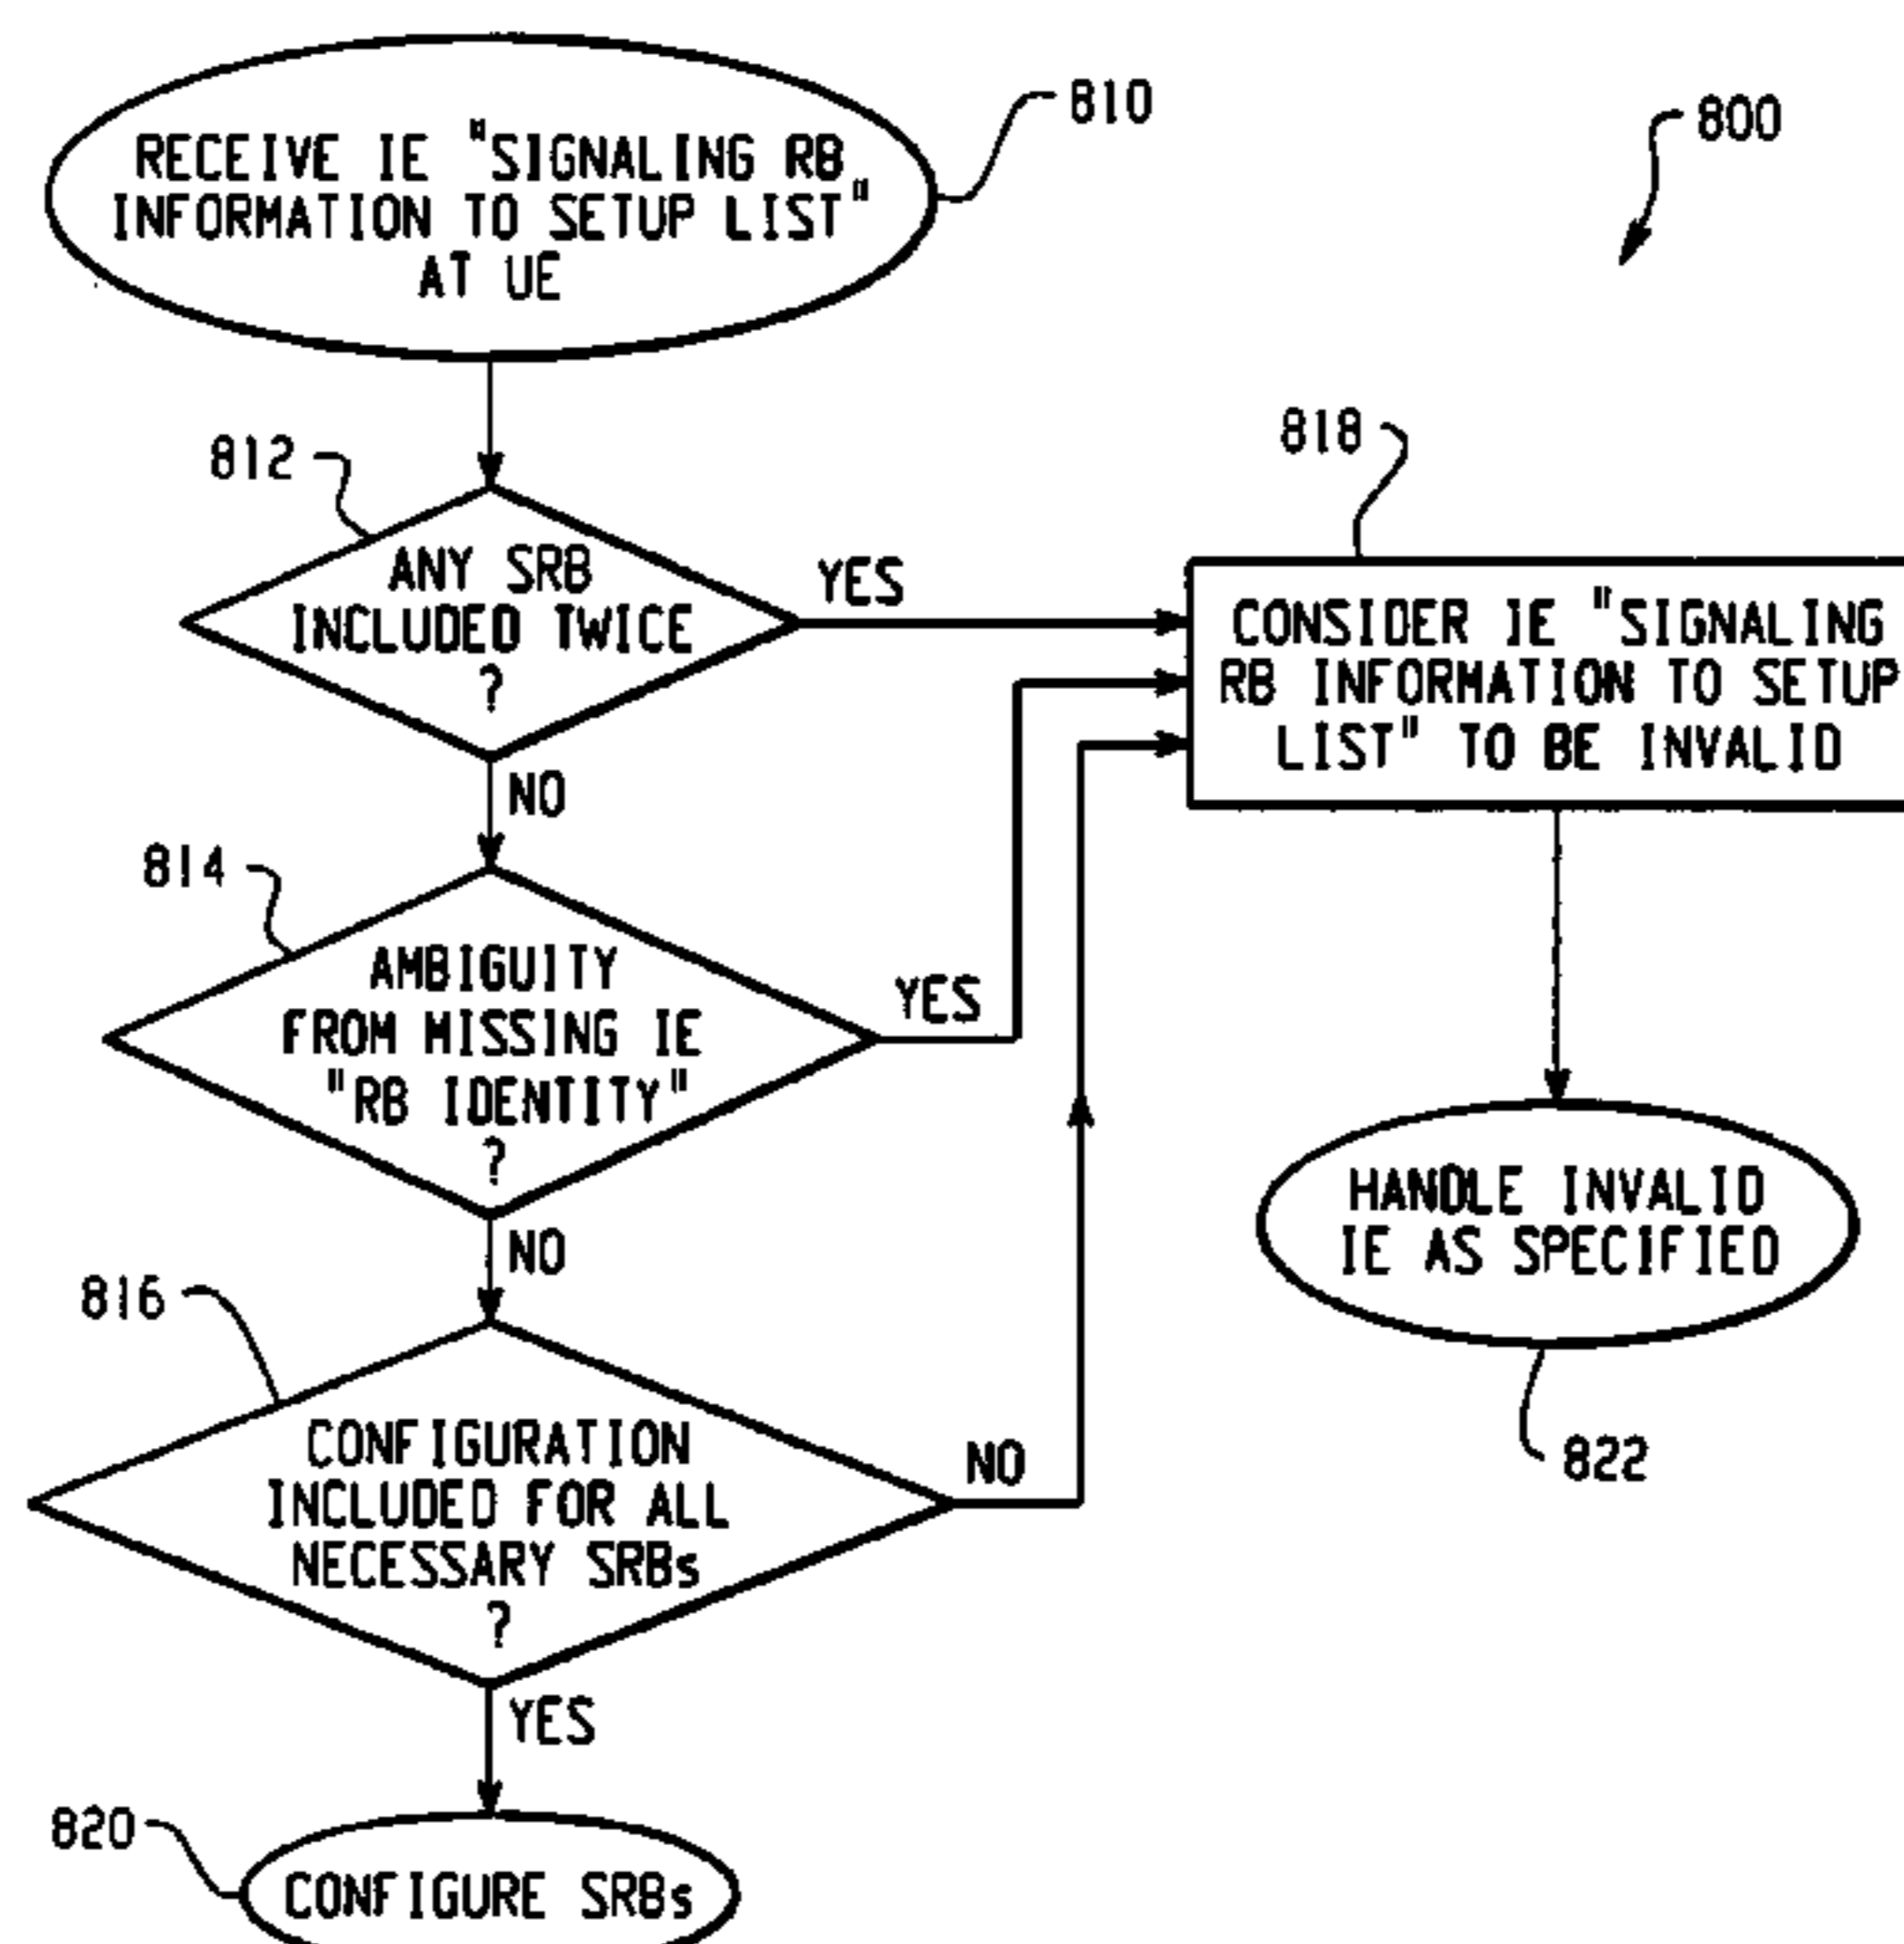 810
RECEIVE IE "SIGNALING RB
INFORMATION TO SETUP LIST"
AT UE
800
812
ANY SRB
INCLUDED TWICE
?
YES
NO
818
CONSIDER IE "SIGNALING
RB INFORMATION TO SETUP
LIST" TO BE INVALID
814
AMBIGUITY
FROM MISSING IE
"RB IDENTITY"
?
YES
NO
HANDLE INVALID
IE AS SPECIFIED
822
816
CONFIGURATION
INCLUDED FOR ALL
NECESSARY SRBs
?
NO
YES
820
CONFIGURE SRBs